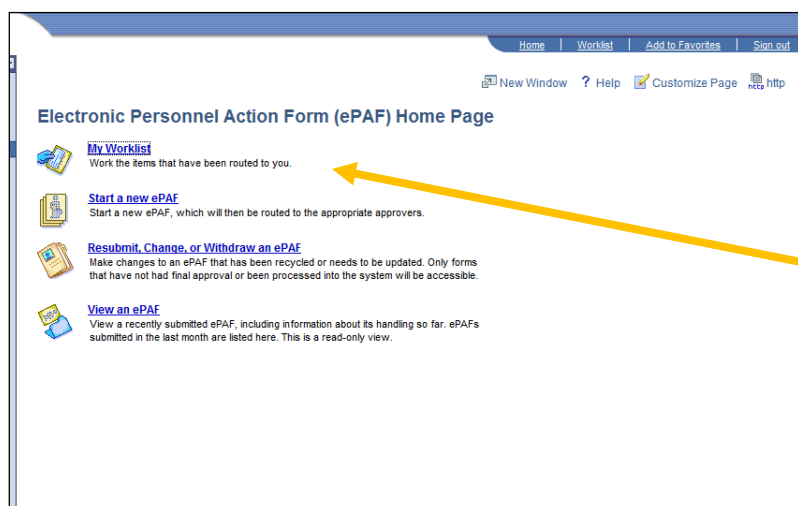 Home Worklist Add to Favorites Sign out
New Window ? Help Customize Page http
Electronic Personnel Action Form (ePAF) Home Page
My Worklist
Work the items that have been routed to you.
Start a new ePAF
Start a new ePAF, which will then be routed to the appropriate approvers.
Resubmit, Change, or Withdraw an ePAF
Make changes to an ePAF that has been recycled or needs to be updated. Only forms
that have not had final approval or been processed into the system will be accessible.
View an ePAF
View a recently submitted ePAF, including information about its handling so far. ePAFs
submitted in the last month are listed here. This is a read-only view.